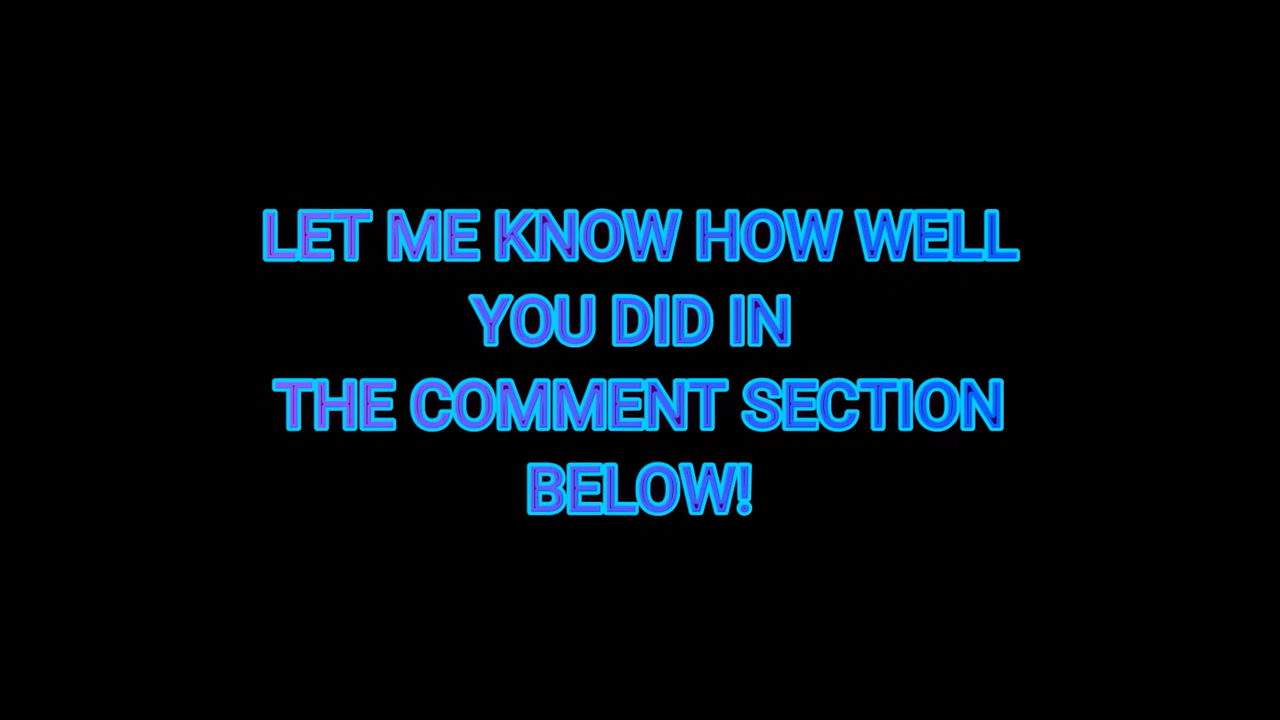 LET ME KNOW HOW WELL
YOU DID IN
THE COMMENT SECTION
BELOW!